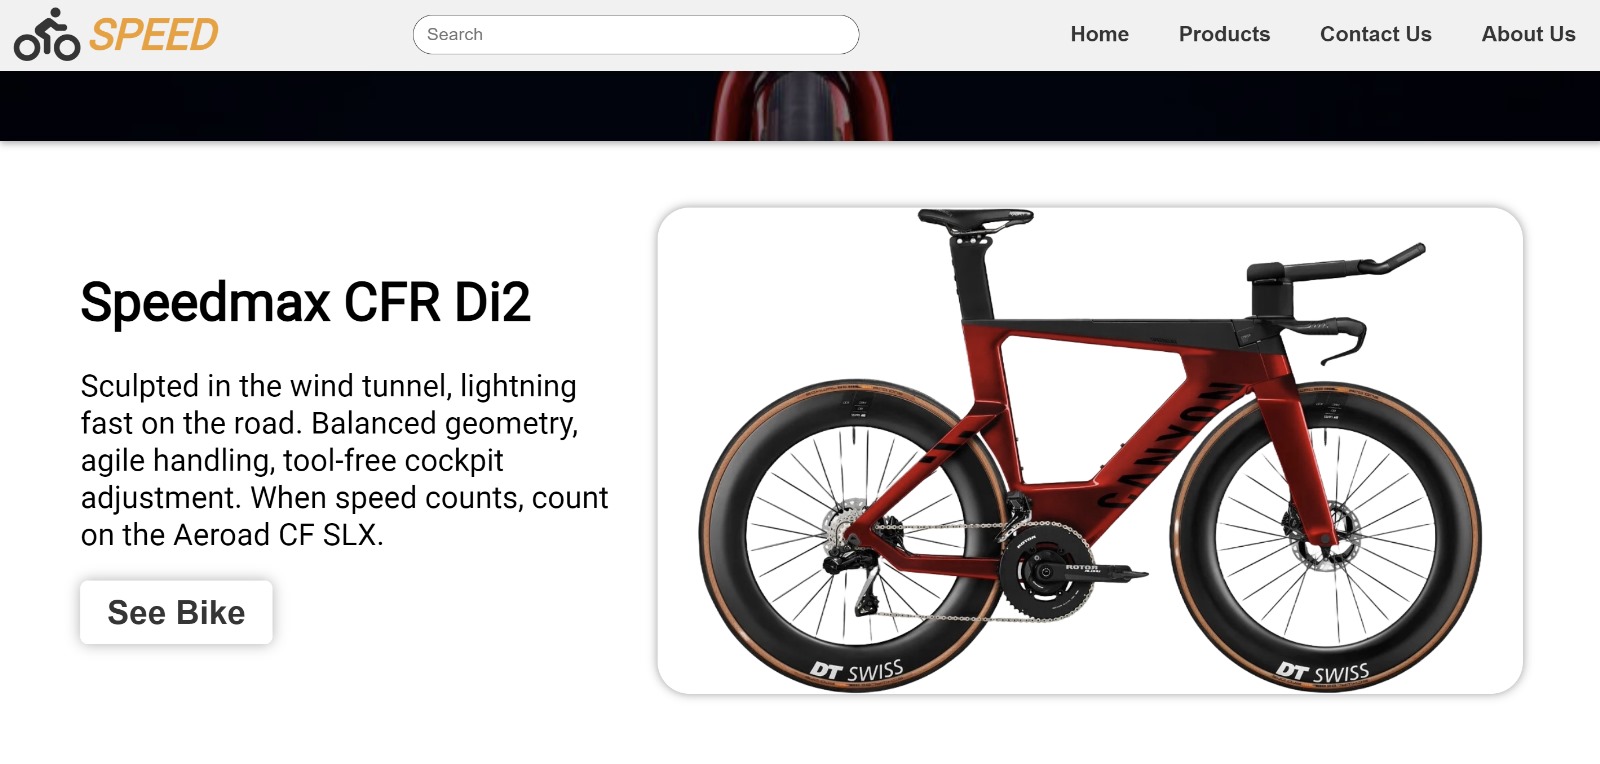 SPEED
Search
Home
Products
Contact Us
About Us
Speedmax CFR Di2
Sculpted in the wind tunnel, lightning
fast on the road. Balanced geometry,
agile handling, tool-free cockpit
adjustment. When speed counts, count
on the Aeroad CF SLX.
See Bike
CANYON
ROTOR
ROTOR
DT SWISS
DT SWISS